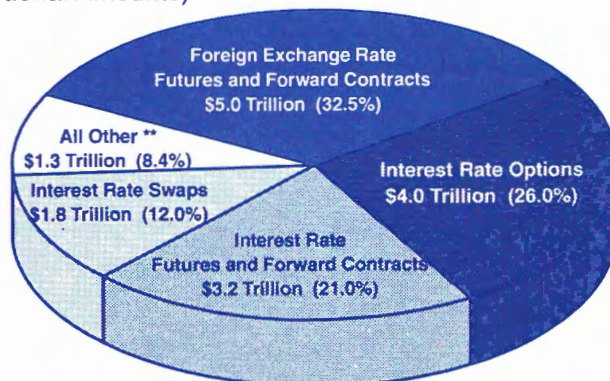 Foreign Exchange Rate
Futures and Forward Contracts
$5.0 Trillion (32.5%)
All Other **
$1.3 Trillion (8.4%)
Interest Rate Options
$4.0 Trillion (26.0%)
Interest Rate Swaps
$1.8 Trillion (12.0%)
Interest Rate
Futures and Forward Contracts
$3.2 Trillion (21.0%)